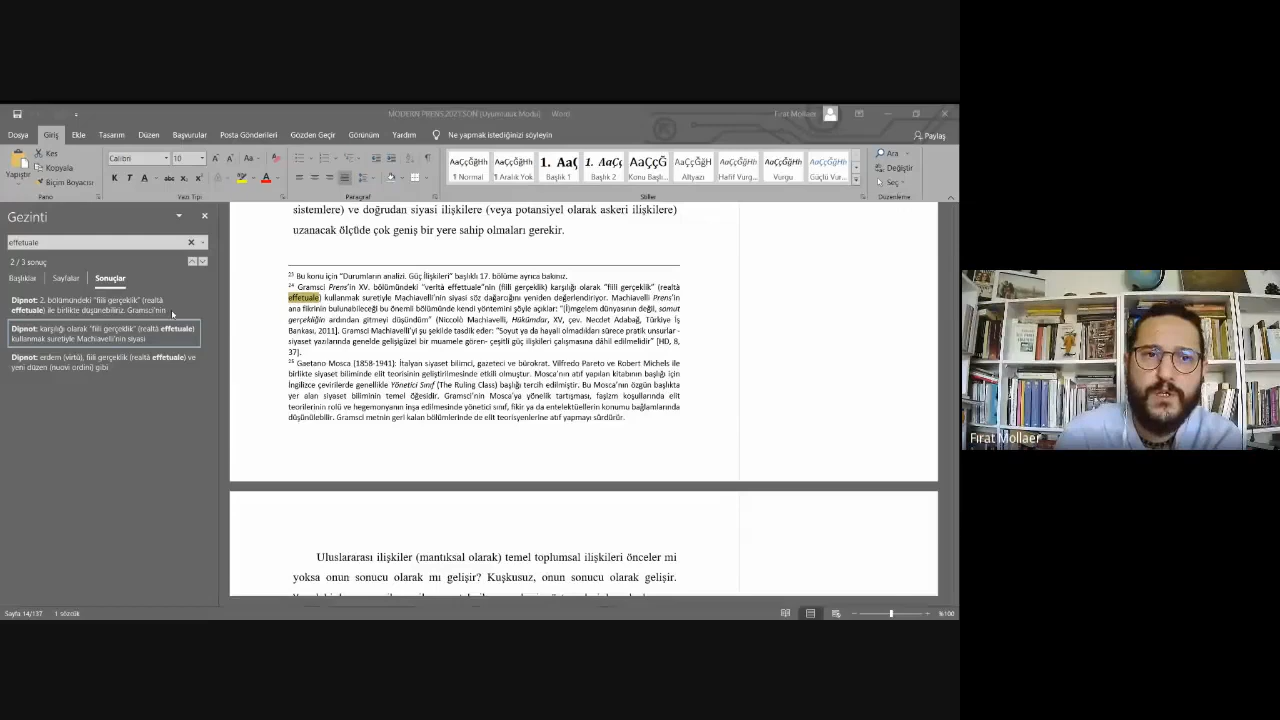 MODERN PRENS 2021SON [Uyumluluk Modu] - Word
Fırat Mollaer
Dosya Giriş Ekle Tasarım Düzen Başvurular Posta Gönderileri Gözden Geçir Görünüm Yardım Ne yapmak istediğinizi söyleyin
Paylaş
Yapıştır
Kes
Kopyala
Biçim Boyacısı
Calibri 10
K T A abc x₂ x²
AaÇçĞğHh AaÇçĞğHh 1. AaÇ 1. AaÇç AaÇçĞ AaÇçĞğH AaÇçĞğHh AaÇçĞğHh AaÇçĞğHh
¶ Normal ¶ Aralık Yok Başlık 1 Başlık 2 Konu Başlı... Altyazı Hafif Vurg... Vurgu Güçlü Vurg...
Ara
Değiştir
Seç
Pano Yazı Tipi Paragraf Stiller Düzenleme
Gezinti
effetuale
2 / 3 sonuç
Başlıklar Sayfalar Sonuçlar
Dipnot: 2. bölümündeki "fiili gerçeklik" (realtà
effetuale) ile birlikte düşünebiliriz. Gramsci'nin
Dipnot: karşılığı olarak "fiili gerçeklik" (realtà effetuale)
kullanmak suretiyle Machiavelli'nin siyasi
Dipnot: erdem (virtù), fiili gerçeklik (realtà effetuale) ve
yeni düzen (nuovi ordini) gibi
sistemlere) ve doğrudan siyasi ilişkilere (veya potansiyel olarak askeri ilişkilere)
uzanacak ölçüde çok geniş bir yere sahip olmaları gerekir.
23 Bu konu için "Durumların analizi. Güç İlişkileri" başlıklı 17. bölüme ayrıca bakınız.
24 Gramsci Prens'in XV. bölümündeki "verità effettuale"nin (fiili gerçeklik) karşılığı olarak "fiili gerçeklik" (realtà
effetuale) kullanmak suretiyle Machiavelli'nin siyasi söz dağarcığını yeniden değerlendiriyor. Machiavelli Prens'in
ana fikrinin bulunabileceği bu önemli bölümünde kendi yöntemini şöyle açıklar: "(İ)mgelem dünyasının değil, somut
gerçekliğin ardından gitmeyi düşündüm" (Niccolò Machiavelli, Hükümdar, XV, çev. Necdet Adabağ, Türkiye İş
Bankası, 2011]. Gramsci Machiavelli'yi şu şekilde tasdik eder: "Soyut ya da hayali olmadıkları sürece pratik unsurlar -
siyaset yazılarında genelde gelişigüzel bir muamele gören- çeşitli güç ilişkileri çalışmasına dâhil edilmelidir" [HD, 8,
37].
25 Gaetano Mosca (1858-1941): İtalyan siyaset bilimci, gazeteci ve bürokrat. Vilfredo Pareto ve Robert Michels ile
birlikte siyaset biliminde elit teorisinin geliştirilmesinde etkili olmuştur. Mosca'nın atıf yapılan kitabının başlığı için
İngilizce çevirilerde genellikle Yönetici Sınıf (The Ruling Class) başlığı tercih edilmiştir. Bu Mosca'nın özgün başlıkta
yer alan siyaset biliminin temel öğesidir. Gramsci'nin Mosca'ya yönelik tartışması, faşizm koşullarında elit
teorilerinin rolü ve hegemonyanın inşa edilmesinde yönetici sınıf, fikir ya da entelektüellerin konumu bağlamlarında
düşünülebilir. Gramsci metnin geri kalan bölümlerinde de elit teorisyenlerine atıf yapmayı sürdürür.
Uluslararası ilişkiler (mantıksal olarak) temel toplumsal ilişkileri önceler mi
yoksa onun sonucu olarak mı gelişir? Kuşkusuz, onun sonucu olarak gelişir.
Sayfa 14/137 1 sözcük
%100
Fırat Mollaer